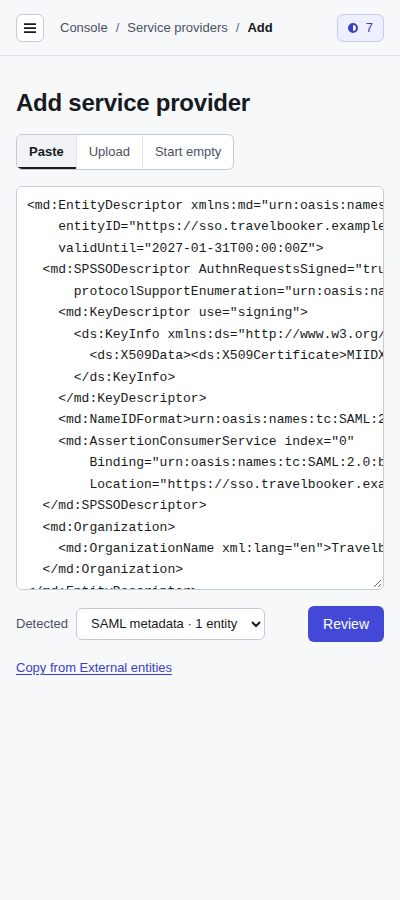 Console / Service providers / Add
7
Add service provider
Paste
Upload
Start empty
<md:EntityDescriptor xmlns:md="urn:oasis:names
entityID="https://sso.travelbooker.example
validUntil="2027-01-31T00:00:00Z">
<md:SPSSODescriptor AuthnRequestsSigned="tru
protocolSupportEnumeration="urn:oasis:na
<md:KeyDescriptor use="signing">
<ds:KeyInfo xmlns:ds="http://www.w3.org/
<ds:X509Data><ds:X509Certificate>MIIDX
</ds:KeyInfo>
</md:KeyDescriptor>
<md:NameIDFormat>urn:oasis:names:tc:SAML:2
<md:AssertionConsumerService index="0"
Binding="urn:oasis:names:tc:SAML:2.0:b
Location="https://sso.travelbooker.exa
</md:SPSSODescriptor>
<md:Organization>
<md:OrganizationName xml:lang="en">Travelb
</md:Organization>
</md:EntityDescriptor>
Detected
SAML metadata · 1 entity
Review
Copy from External entities